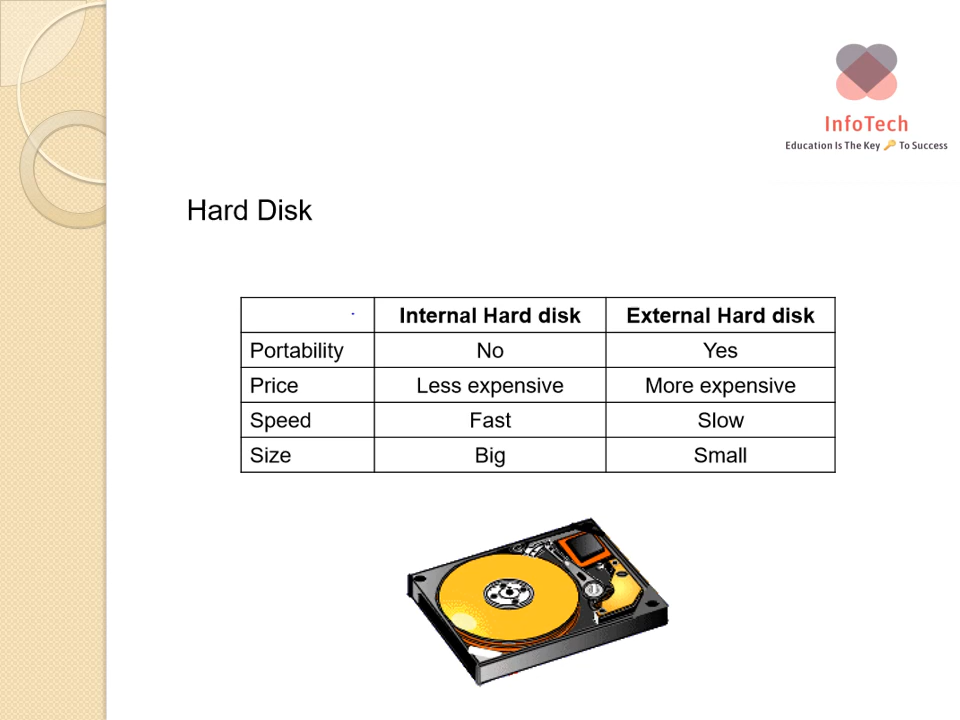 InfoTech
Education Is The Key 🔑 To Success
Hard Disk
Internal Hard disk External Hard disk
Portability No Yes
Price Less expensive More expensive
Speed Fast Slow
Size Big Small